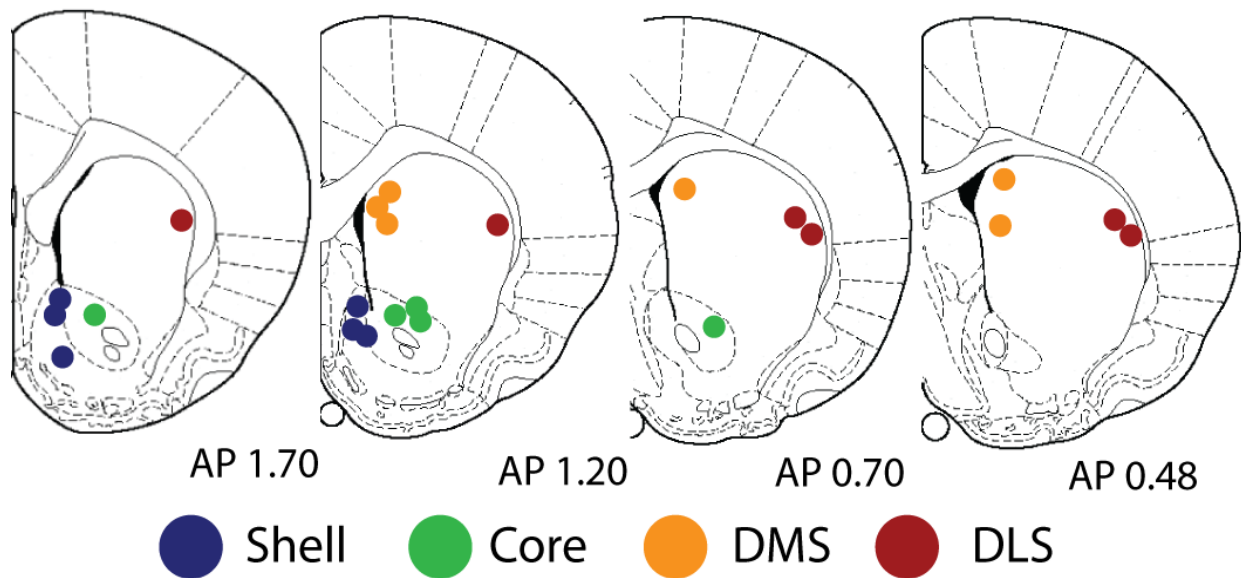 AP 1.70
AP 1.20
AP 0.70
AP 0.48
Shell
Core
DMS
DLS